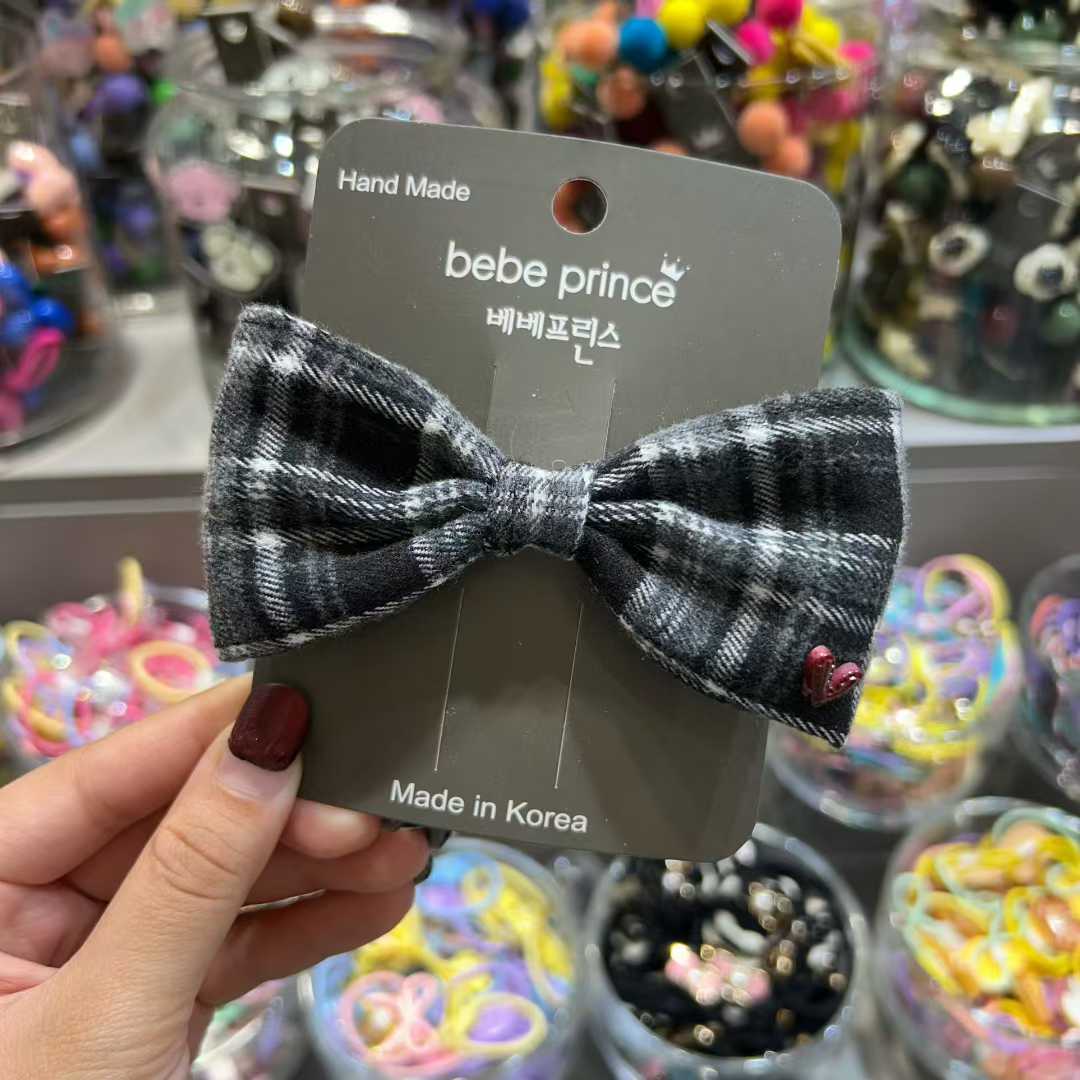 Hand Made
bebe prince
베베프린스
Made in Korea